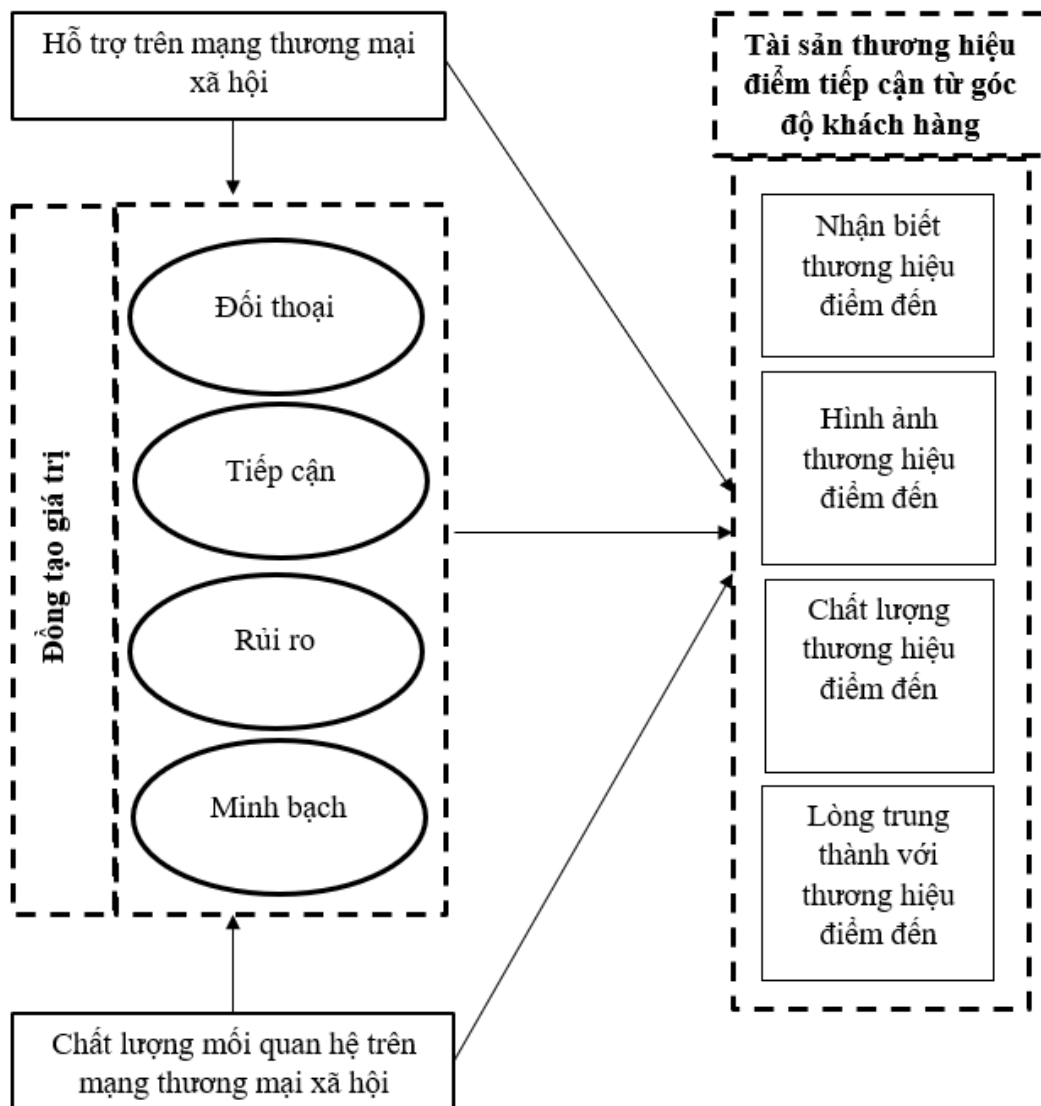 Hỗ trợ trên mạng thương mại
xã hội
Tài sản thương hiệu
điểm tiếp cận từ góc
độ khách hàng
Đồng tạo giá trị
Đối thoại
Tiếp cận
Rủi ro
Minh bạch
Nhận biết
thương hiệu
điểm đến
Hình ảnh
thương hiệu
điểm đến
Chất lượng
thương hiệu
điểm đến
Lòng trung
thành với
thương hiệu
điểm đến
Chất lượng mối quan hệ trên
mạng thương mại xã hội